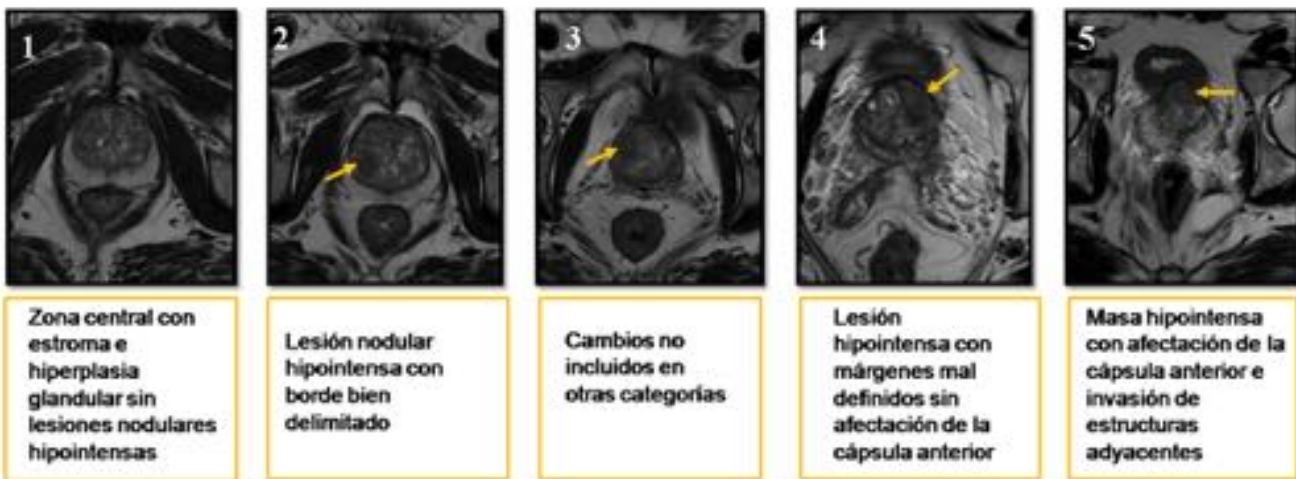 1
2
3
4
5
Zona central con
estroma e
hiperplasia
glandular sin
lesiones nodulares
hipointensas
Lesión nodular
hipointensa con
borde bien
delimitado
Cambios no
incluidos en
otras categorías
Lesión
hipointensa con
márgenes mal
definidos sin
afectación de la
cápsula anterior
Masa hipointensa
con afectación de la
cápsula anterior e
invasión de
estructuras
adyacentes